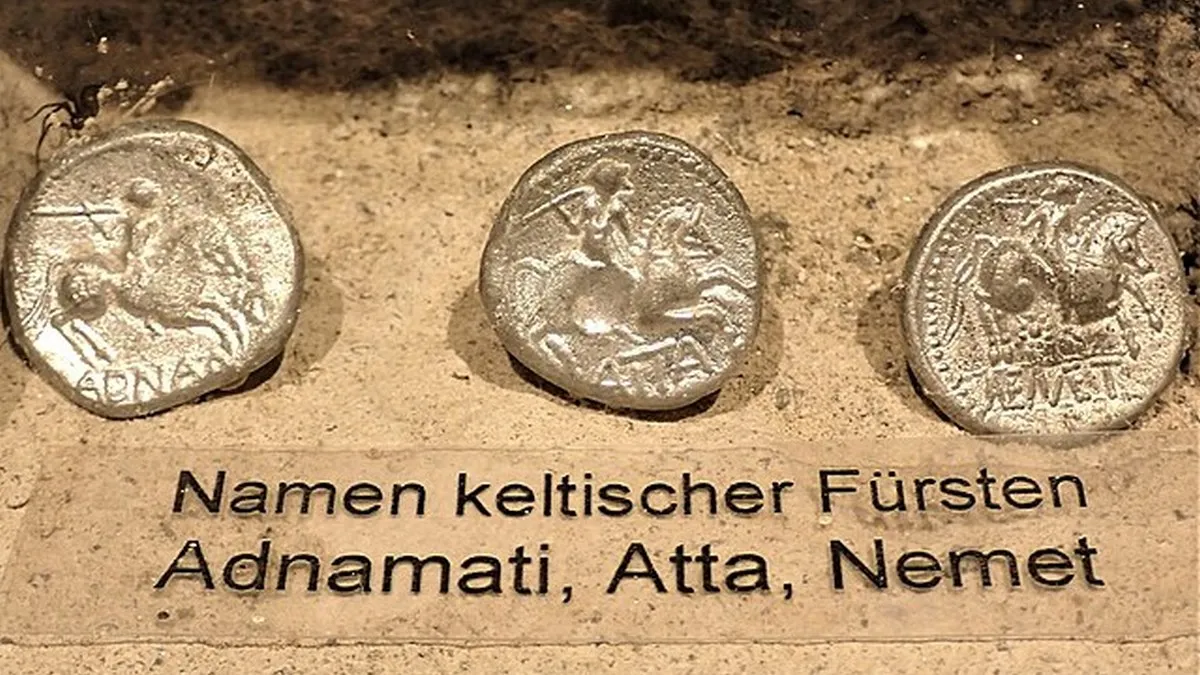 ADNA
ATTA
NEMET
Namen keltischer Fürsten
Adnamati, Atta, Nemet